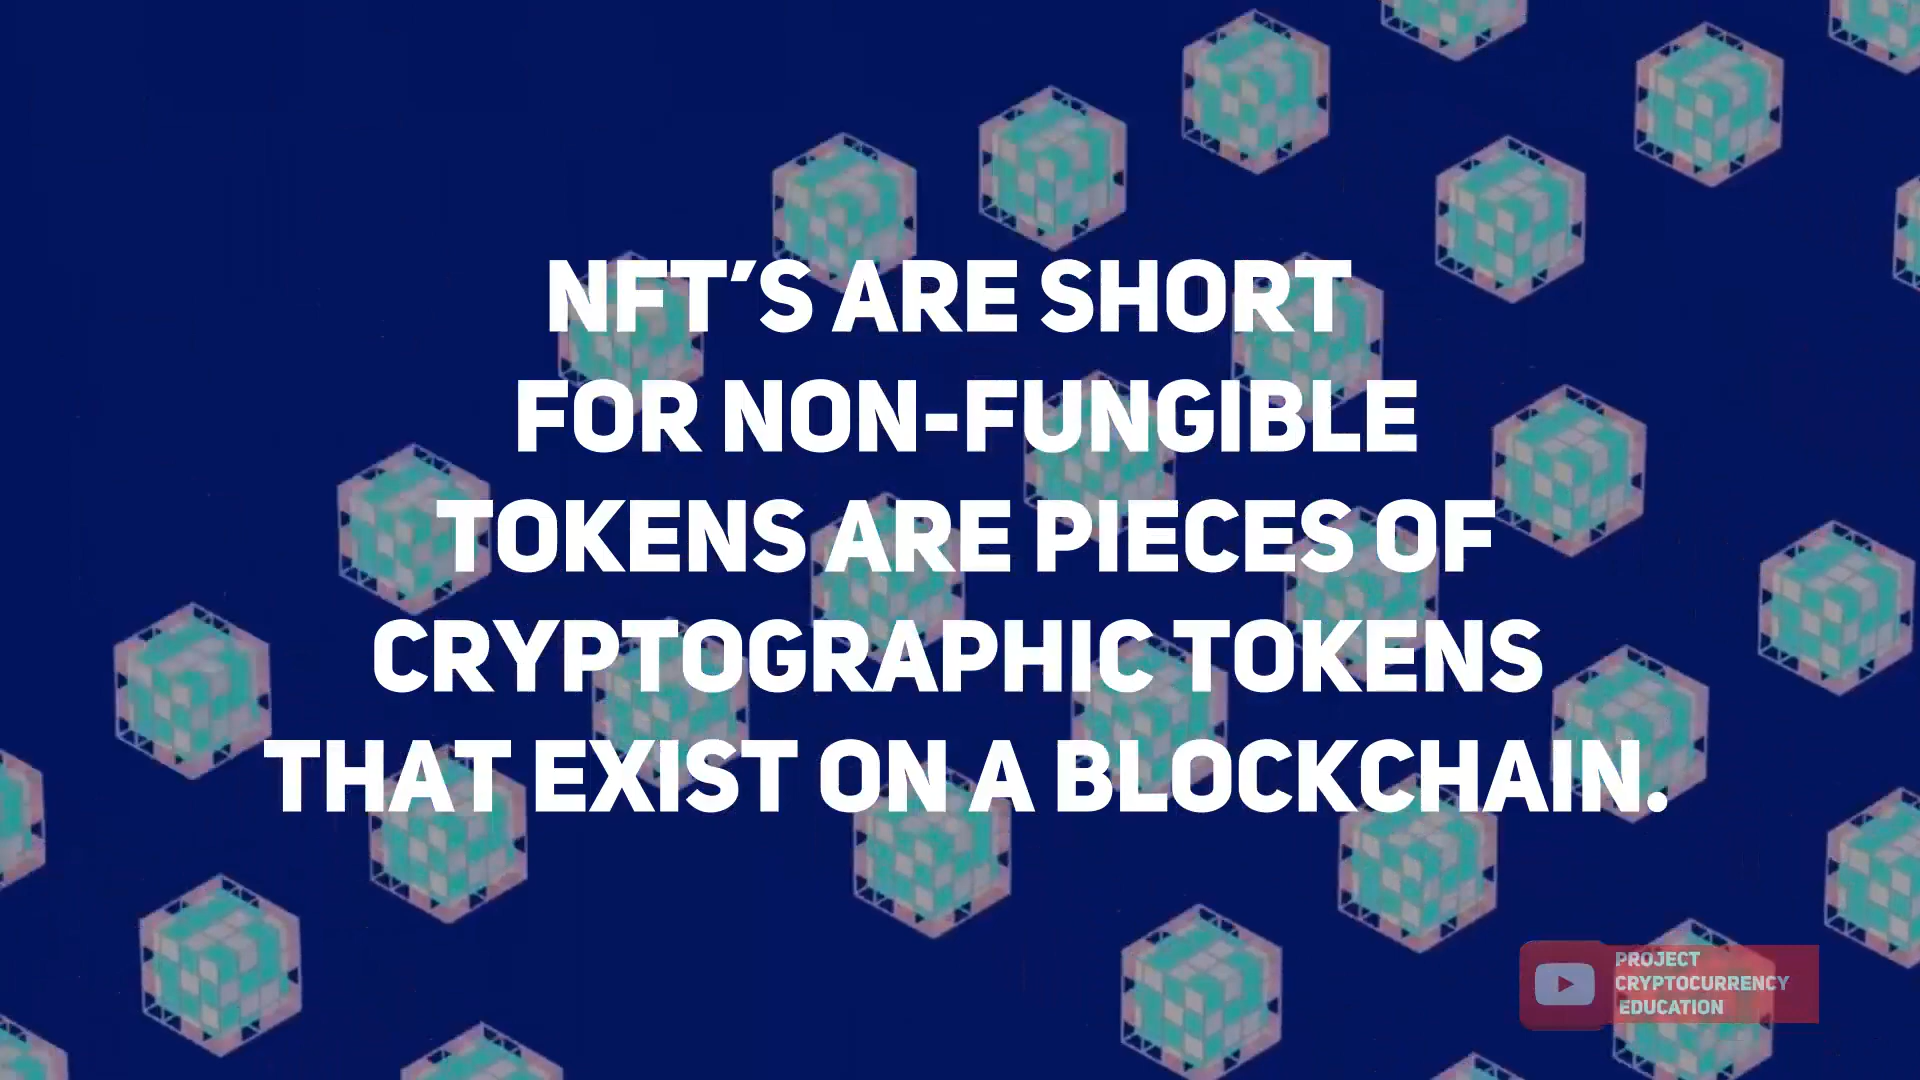 NFT’S ARE SHORT
FOR NON-FUNGIBLE
TOKENS ARE PIECES OF
CRYPTOGRAPHIC TOKENS
THAT EXIST ON A BLOCKCHAIN.
PROJECT
CRYPTOCURRENCY
EDUCATION